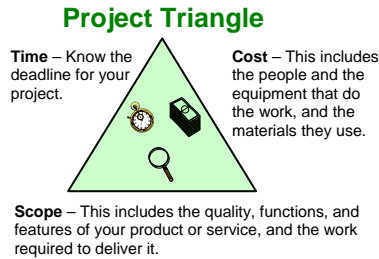 Project Triangle
Time – Know the
deadline for your
project.
Cost – This includes
the people and the
equipment that do
the work, and the
materials they use.
Scope – This includes the quality, functions, and
features of your product or service, and the work
required to deliver it.